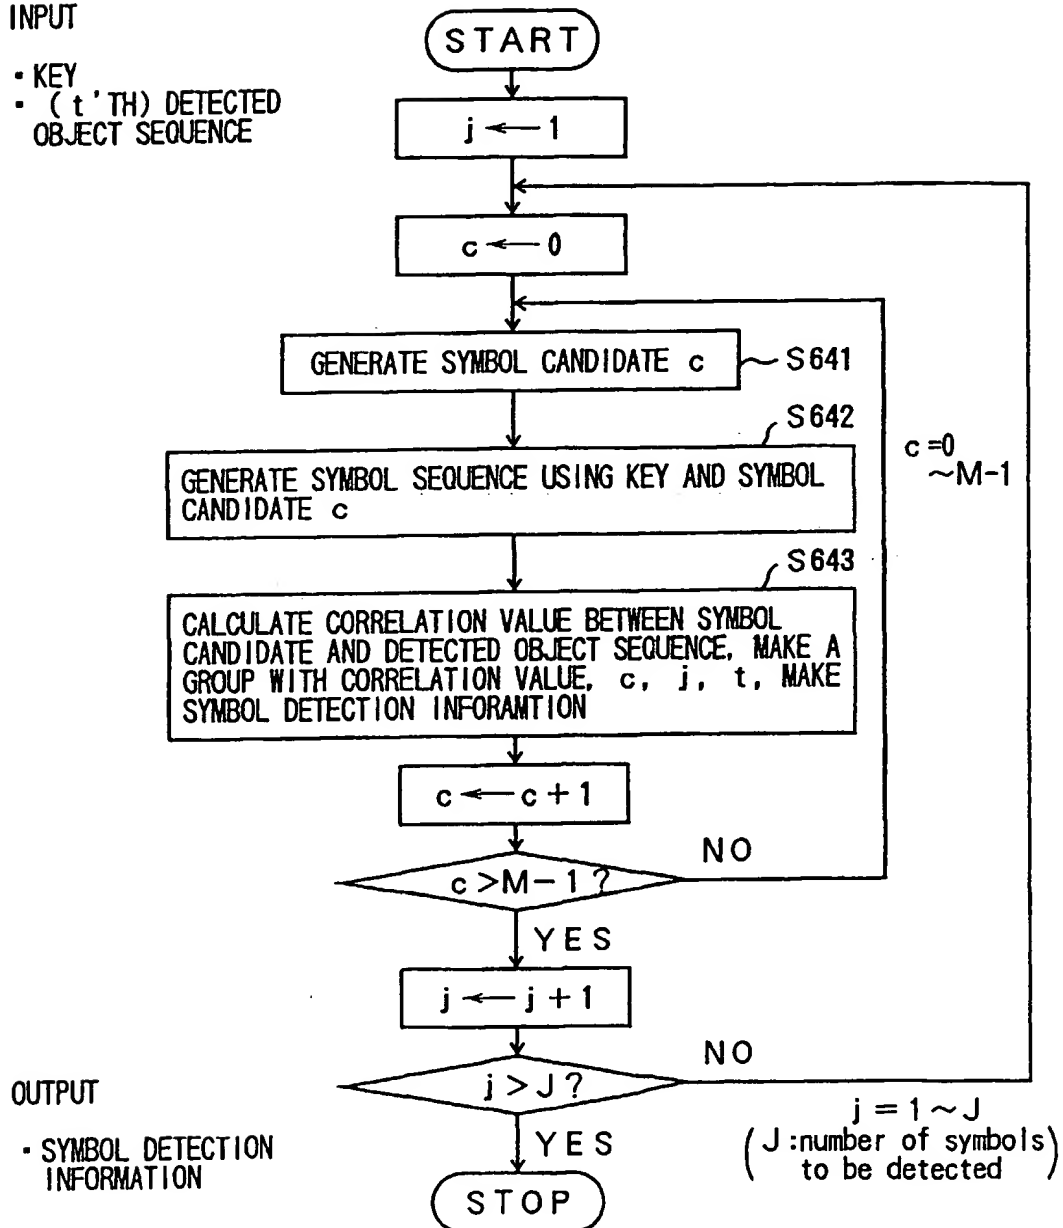 INPUT
・KEY
・(t'TH) DETECTED
OBJECT SEQUENCE
START
j ← 1
c ← 0
GENERATE SYMBOL CANDIDATE c
S641
S642
GENERATE SYMBOL SEQUENCE USING KEY AND SYMBOL
CANDIDATE c
c=0
~M-1
S643
CALCULATE CORRELATION VALUE BETWEEN SYMBOL
CANDIDATE AND DETECTED OBJECT SEQUENCE, MAKE A
GROUP WITH CORRELATION VALUE, c, j, t, MAKE
SYMBOL DETECTION INFORAMTION
c ← c + 1
c > M - 1 ?
NO
YES
j ← j + 1
j > J ?
NO
YES
j = 1 ~ J
(J:number of symbols
to be detected)
OUTPUT
・SYMBOL DETECTION
INFORMATION
STOP